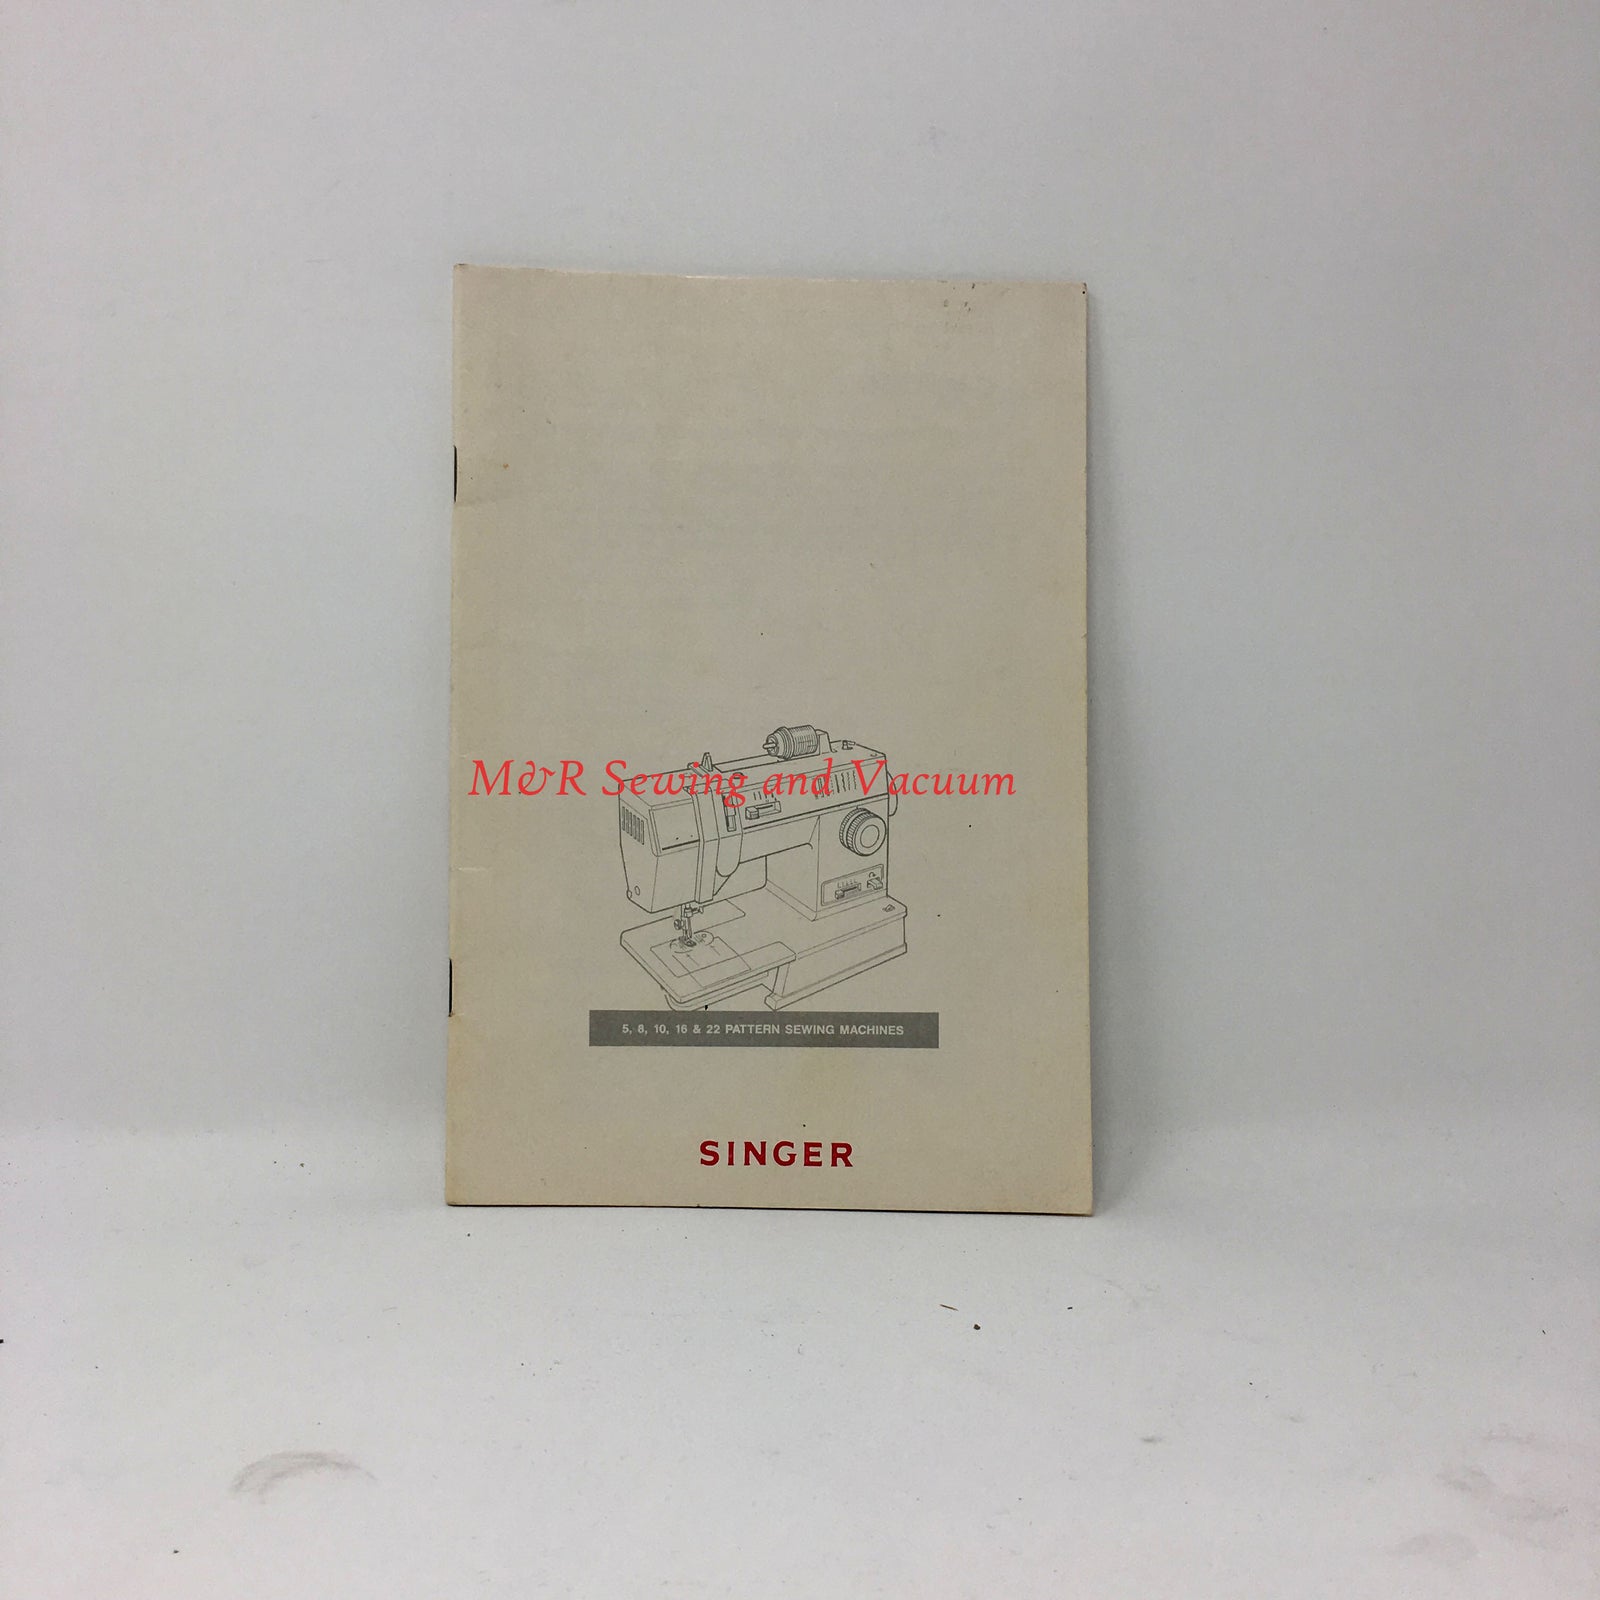 M&R Sewing and Vacuum
5, 8, 10, 16 & 22 PATTERN SEWING MACHINES
SINGER